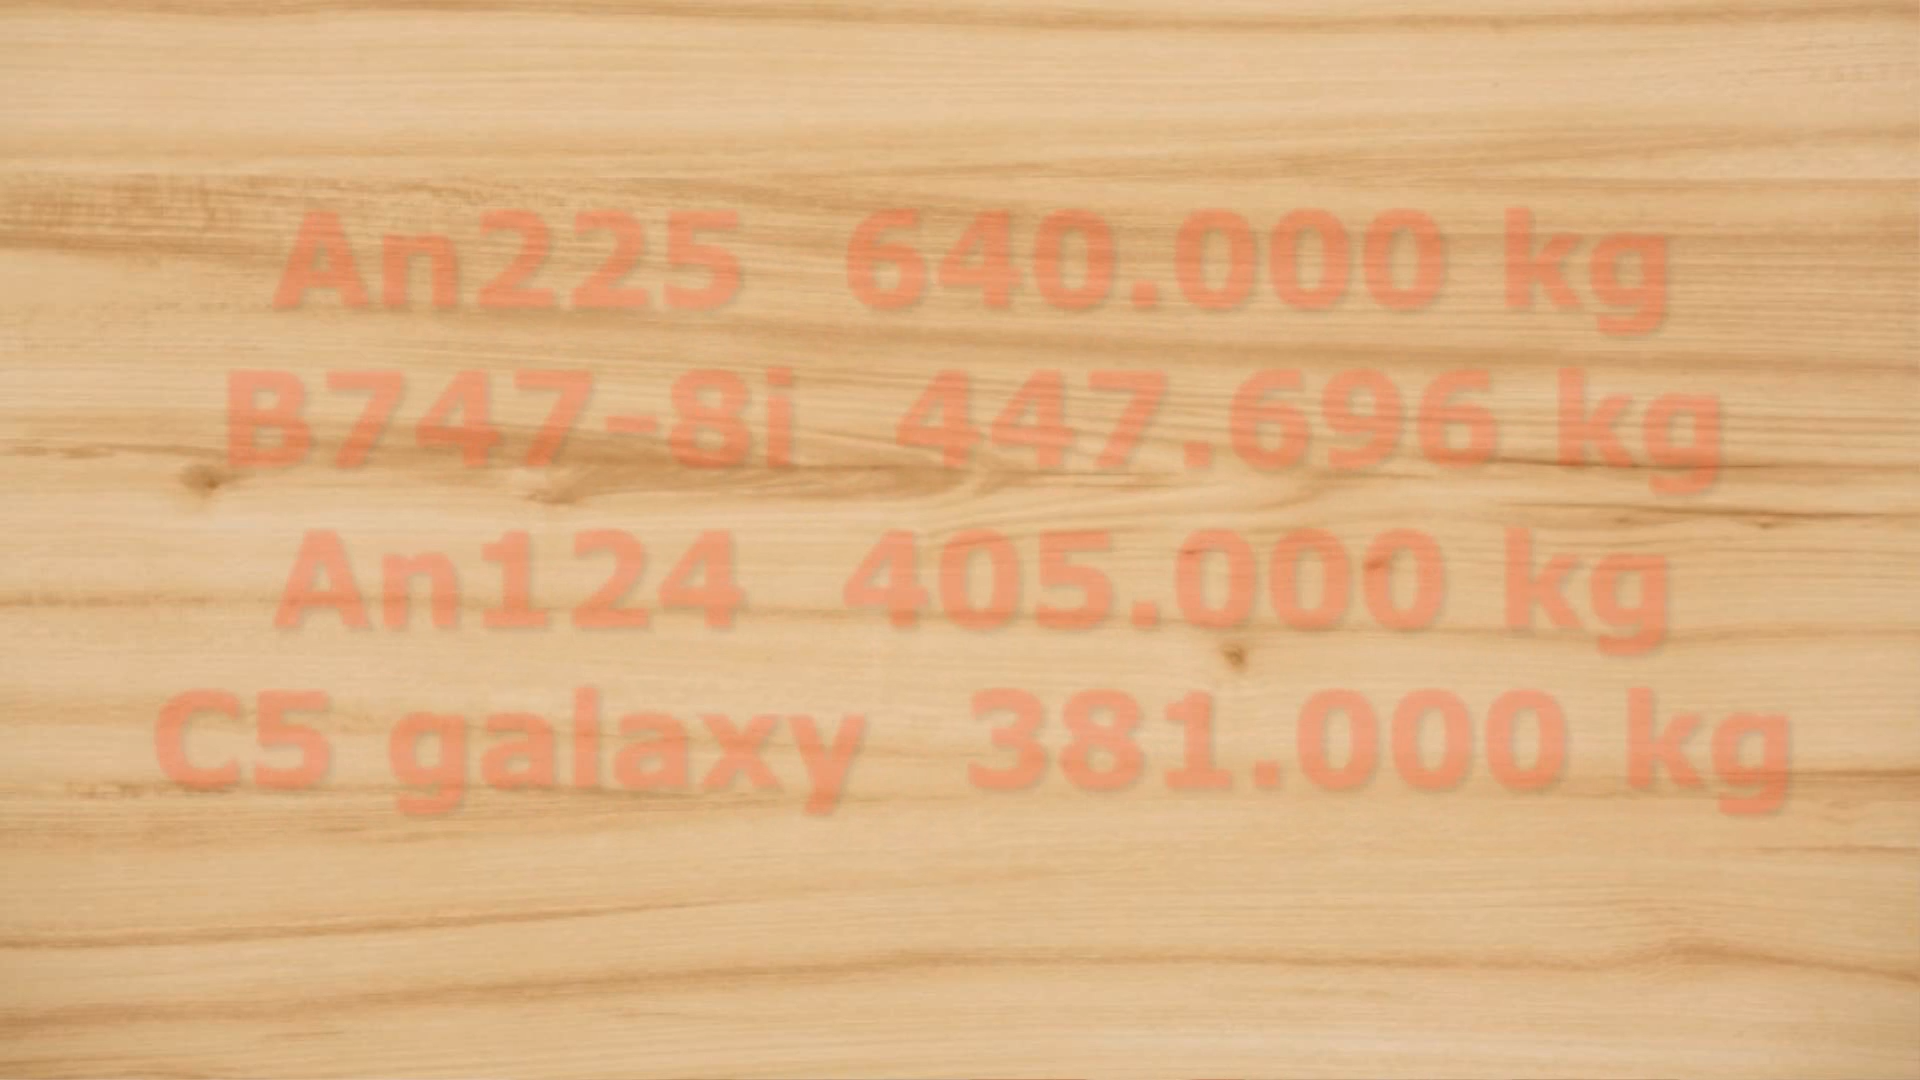 An225 640.000 kg
B747-8i 447.696 kg
An124 405.000 kg
C5 galaxy 381.000 kg